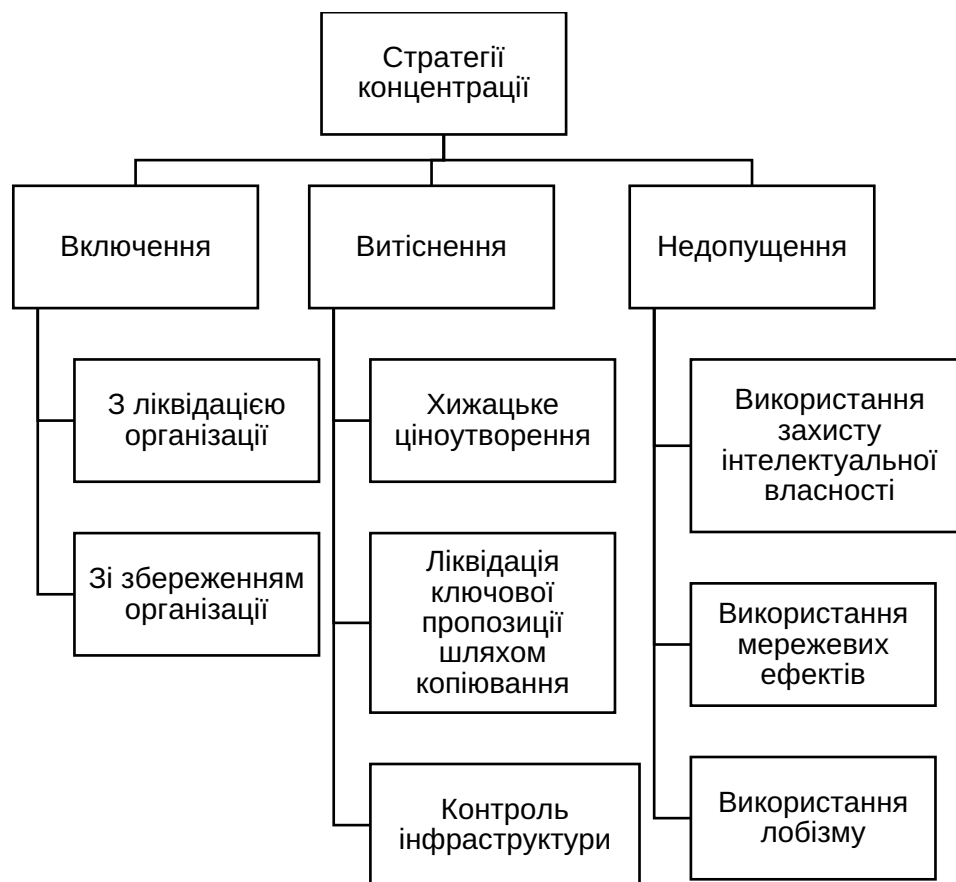 Стратегії
концентрації
Включення
Витіснення
Недопущення
З ліквідацією
організації
Зі збереженням
організації
Хижацьке
ціноутворення
Ліквідація
ключової
пропозиції
шляхом
копіювання
Контроль
інфраструктури
Використання
захисту
інтелектуальної
власності
Використання
мережевих
ефектів
Використання
лобізму